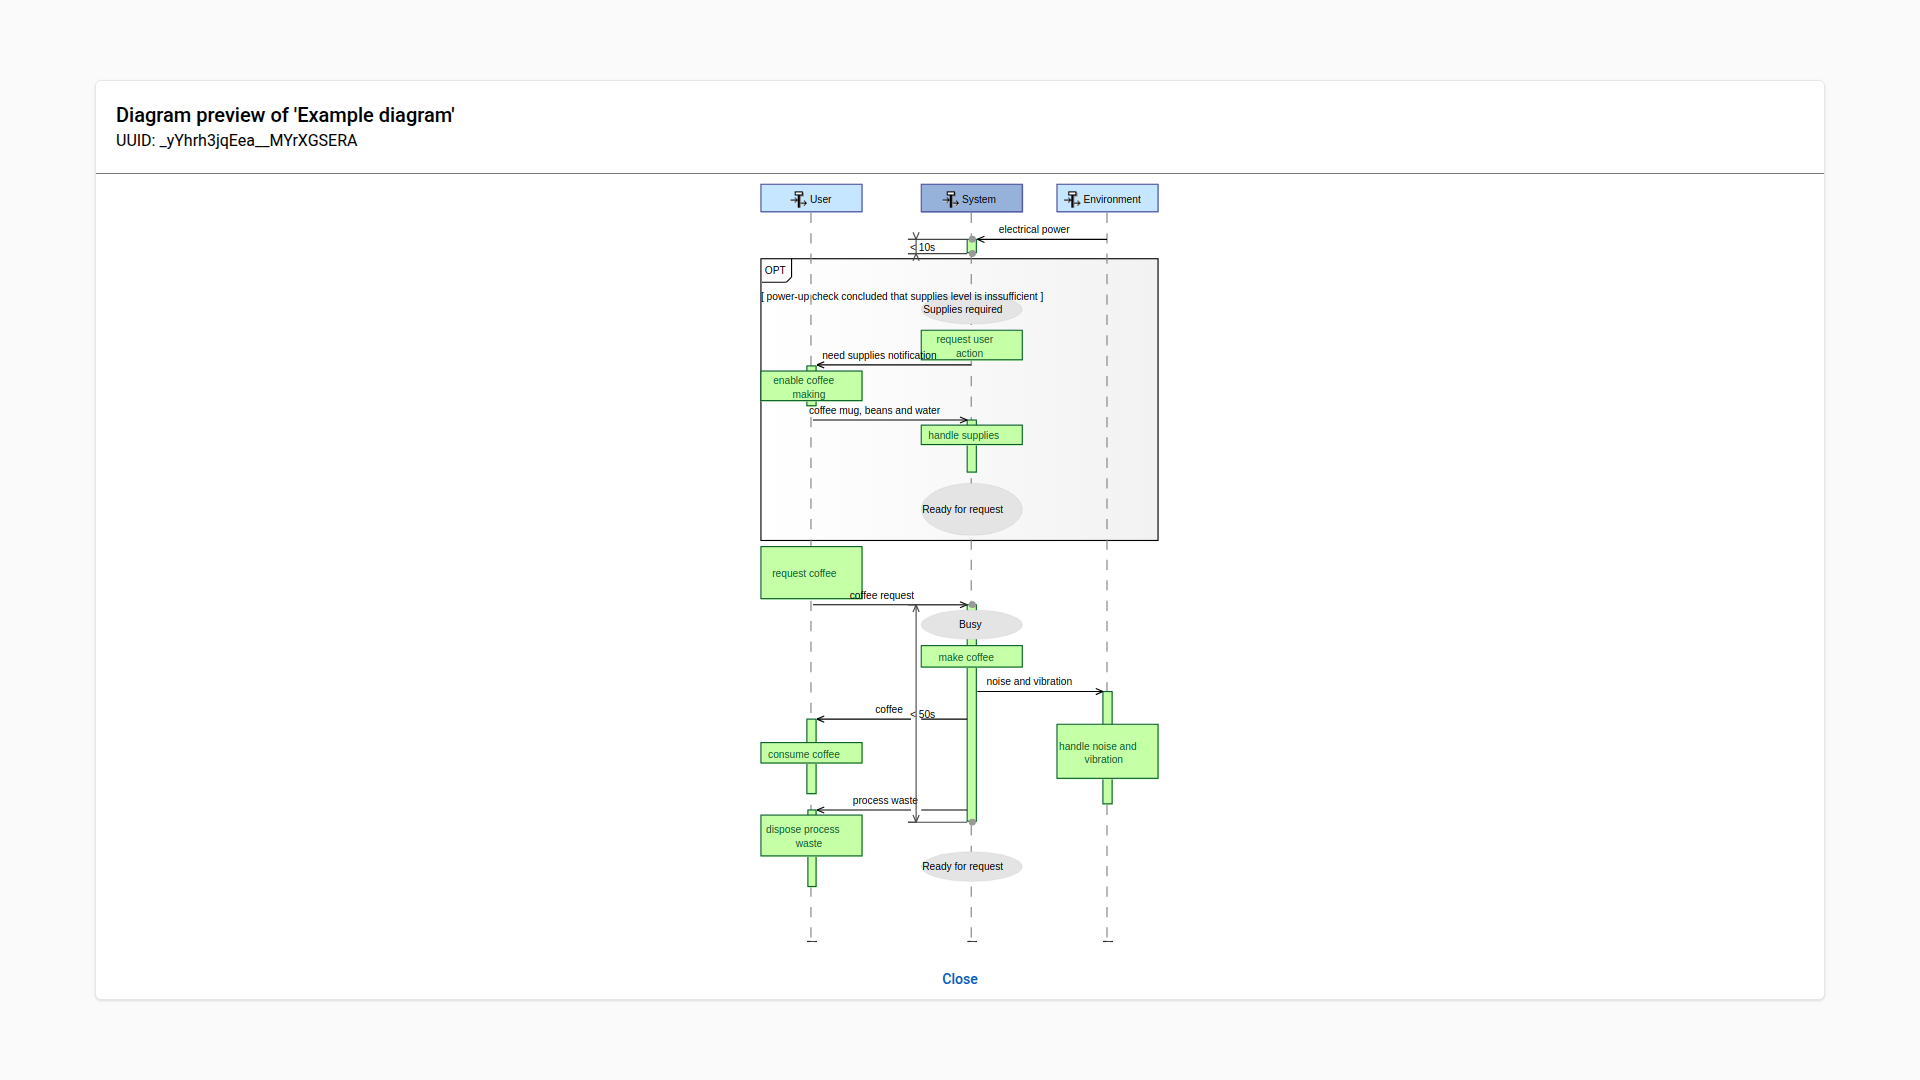 Diagram preview of 'Example diagram'
UUID: _yYhrh3jqEea__MYrXGSERA
User
System
Environment
electrical power
< 10s
OPT
[ power-up check concluded that supplies level is inssufficient ]
Supplies required
request user
action
need supplies notification
enable coffee
making
coffee mug, beans and water
handle supplies
Ready for request
request coffee
coffee request
Busy
make coffee
noise and vibration
coffee
< 50s
handle noise and
vibration
consume coffee
process waste
dispose process
waste
Ready for request
Close